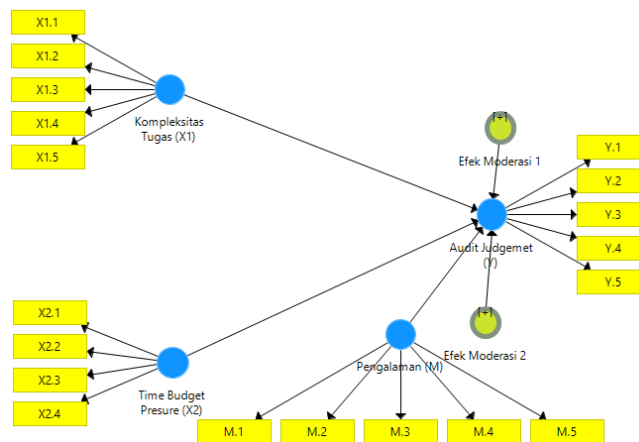 X1.1
X1.2
X1.3
X1.4
X1.5
Kompleksitas
Tugas (X1)
[+]
Efek Moderasi 1
Y.1
Y.2
Y.3
Y.4
Y.5
Audit Judgemet
(Y)
X2.1
X2.2
X2.3
X2.4
Time Budget
Presure (X2)
[+]
Efek Moderasi 2
Pengalaman (M)
M.1
M.2
M.3
M.4
M.5